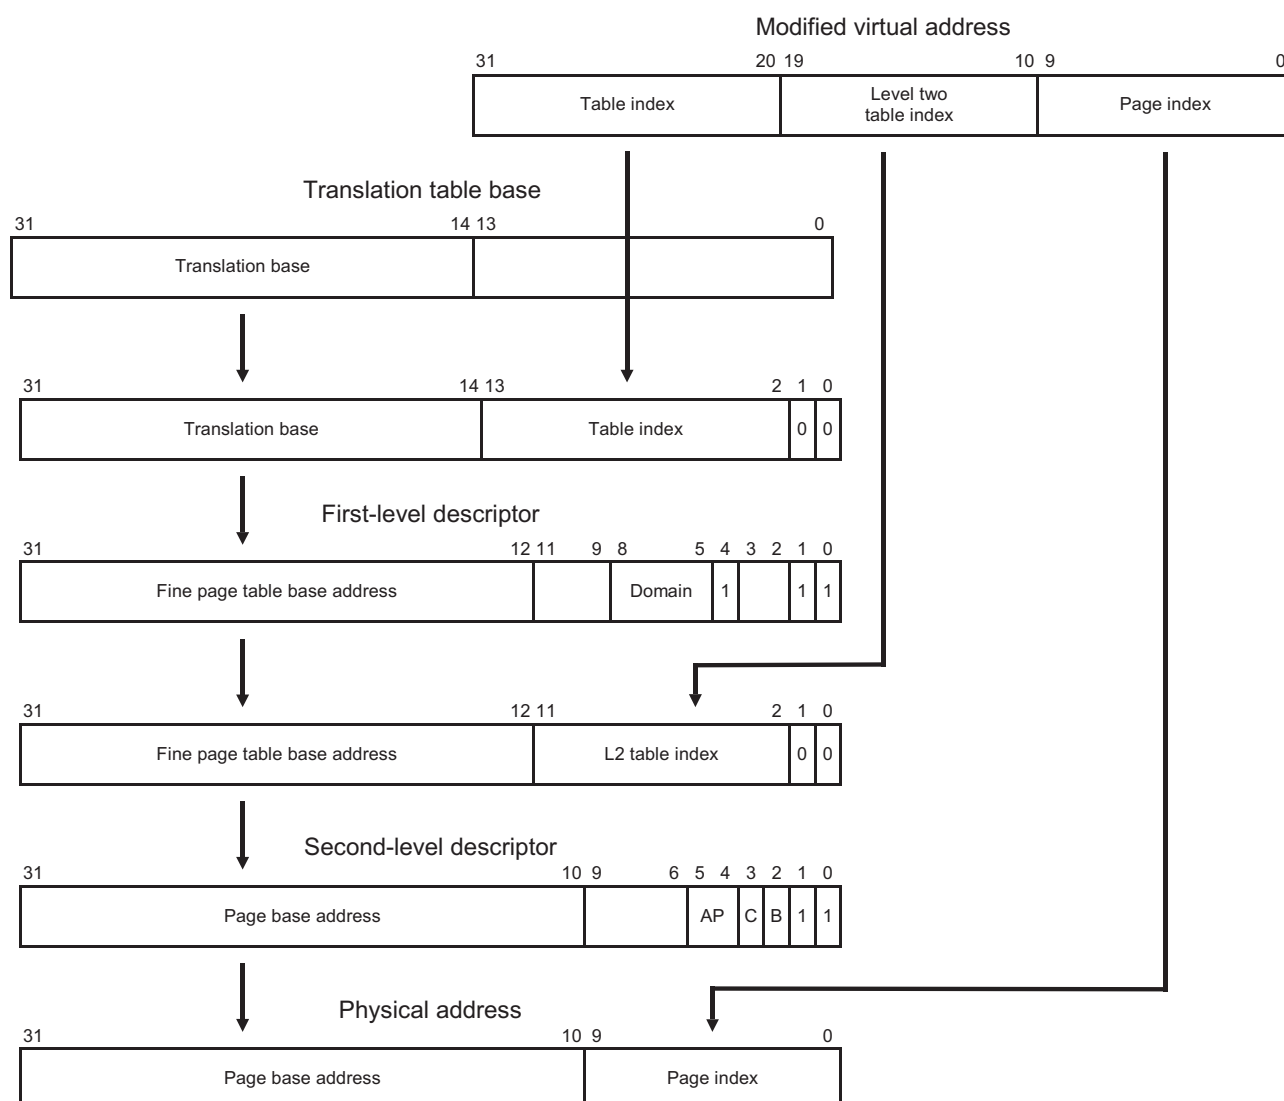 Modified virtual address
31 20 19 10 9 0
Table index
Level two
table index
Page index
Translation table base
31 14 13 0
Translation base
31 14 13 2 1 0
Translation base Table index 0 0
First-level descriptor
31 12 11 9 8 5 4 3 2 1 0
Fine page table base address Domain 1 1 1
31 12 11 2 1 0
Fine page table base address L2 table index 0 0
Second-level descriptor
31 10 9 6 5 4 3 2 1 0
Page base address AP C B 1 1
Physical address
31 10 9 0
Page base address Page index